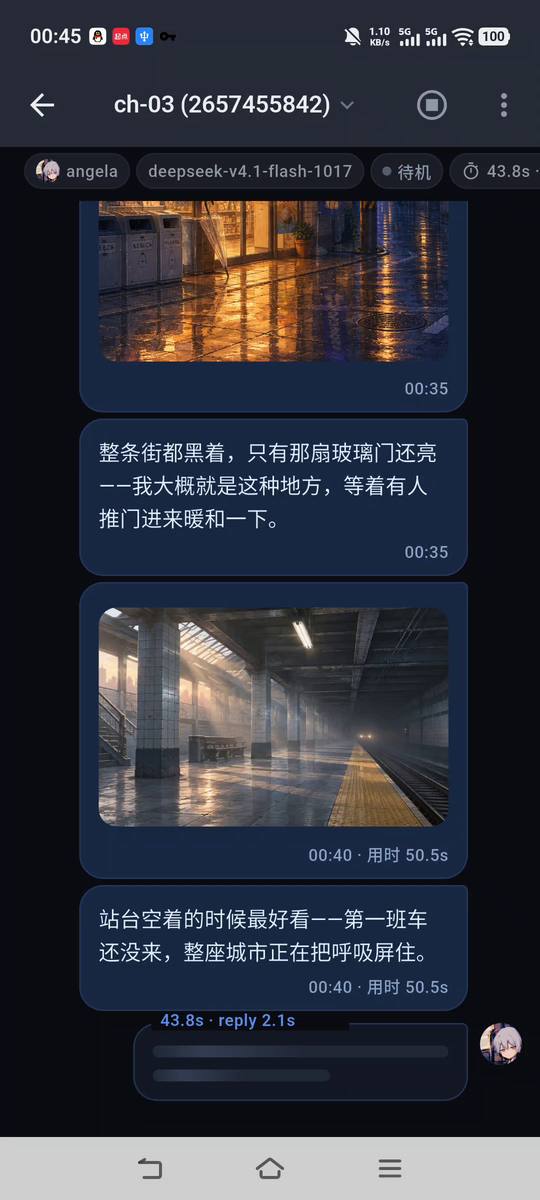 00:45
起点
1.10
KB/s
5G
5G
100
ch-03 (2657455842)
angela
deepseek-v4.1-flash-1017
待机
43.8s ·
00:35
整条街都黑着，只有那扇玻璃门还亮
——我大概就是这种地方，等着有人
推门进来暖和一下。
00:35
00:40 · 用时 50.5s
站台空着的时候最好看——第一班车
还没来，整座城市正在把呼吸屏住。
00:40 · 用时 50.5s
43.8s · reply 2.1s